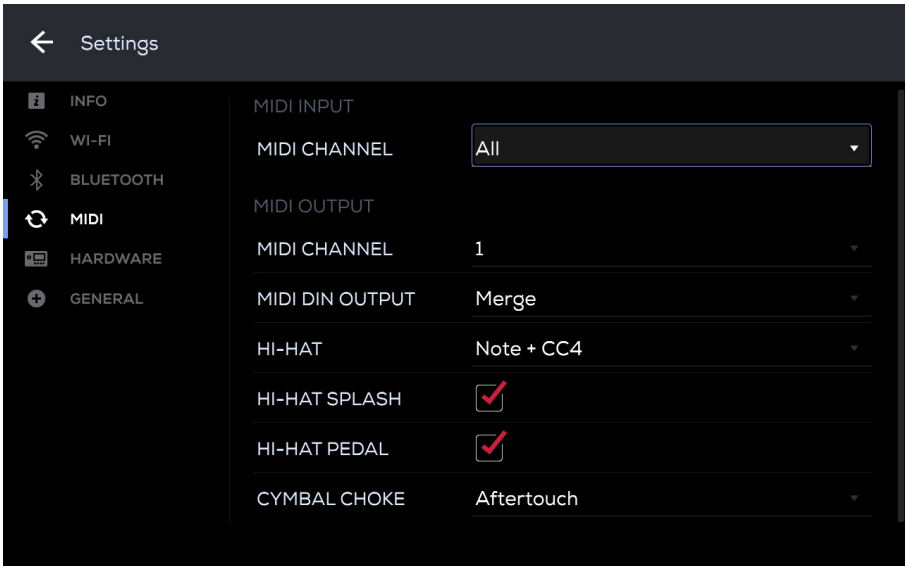 Settings
INFO
WI-FI
BLUETOOTH
MIDI
HARDWARE
GENERAL
MIDI INPUT
MIDI CHANNEL All
MIDI OUTPUT
MIDI CHANNEL 1
MIDI DIN OUTPUT Merge
HI-HAT Note + CC4
HI-HAT SPLASH
HI-HAT PEDAL
CYMBAL CHOKE Aftertouch